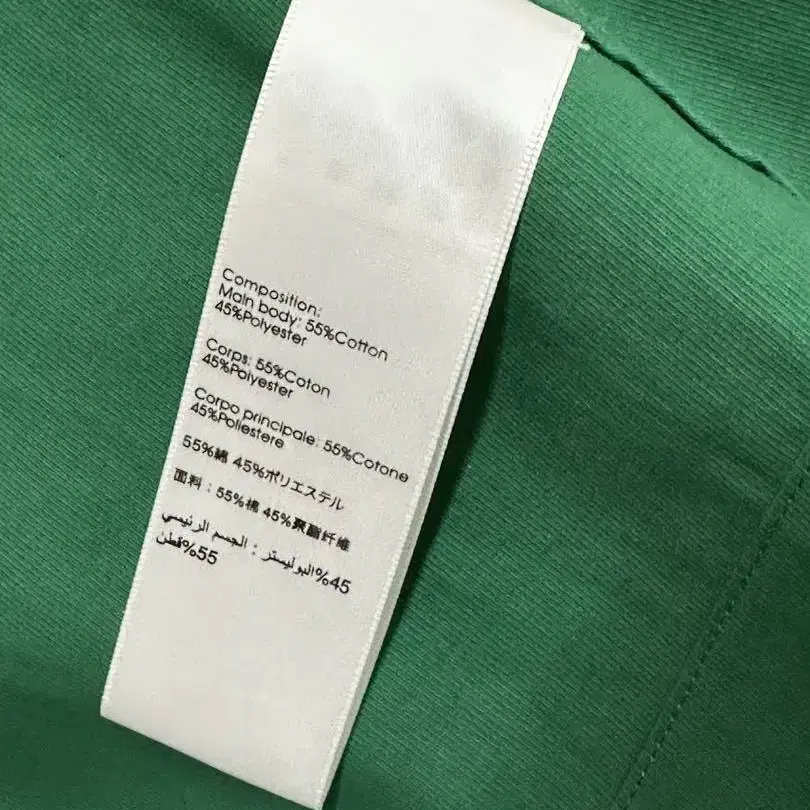 Composition:
Main body: 55%Cotton
45%Polyester
Corps: 55%Coton
45%Polyester
Corpo principale: 55%Cotone
45%Poliestere
55%綿 45%ポリエステル
面料：55%棉 45%聚酯纤维
الجسم الرئيسي : البوليستر%45
قطن%55